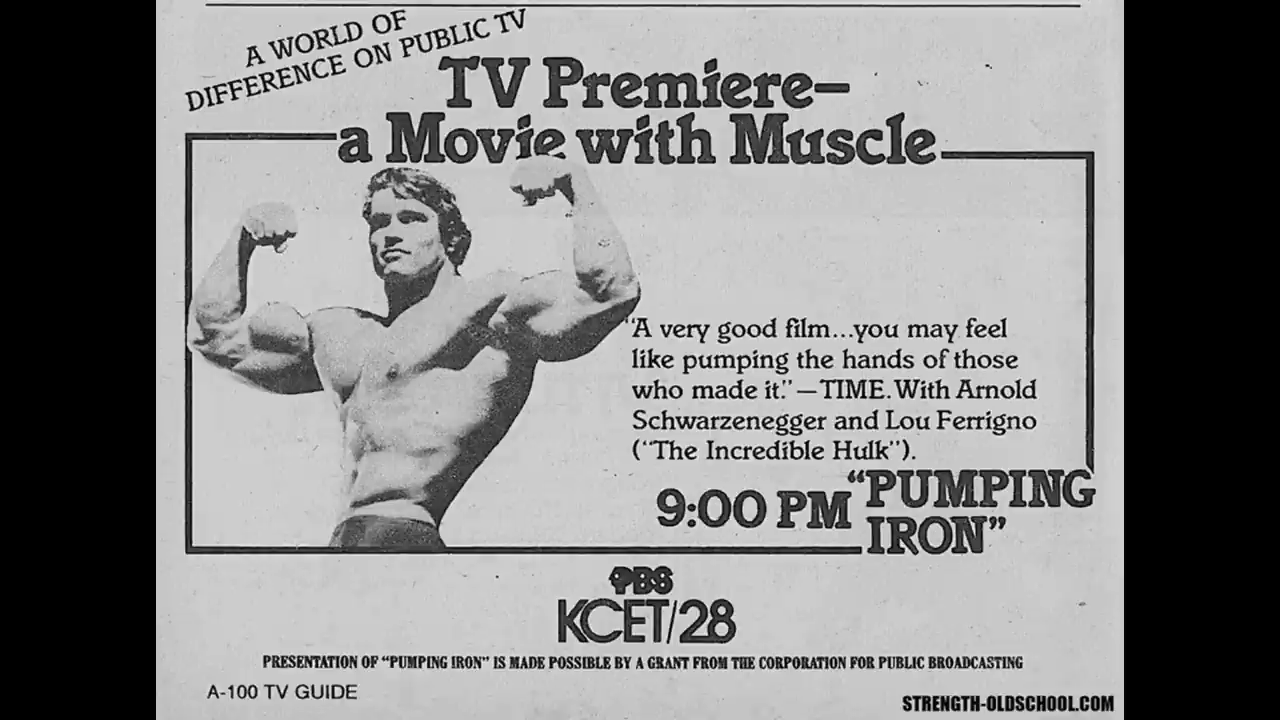 A WORLD OF
DIFFERENCE ON PUBLIC TV
TV Premiere—
a Movie with Muscle
"A very good film...you may feel
like pumping the hands of those
who made it."—TIME. With Arnold
Schwarzenegger and Lou Ferrigno
("The Incredible Hulk").
9:00 PM "PUMPING
IRON"
PBS
KCET/28
PRESENTATION OF "PUMPING IRON" IS MADE POSSIBLE BY A GRANT FROM THE CORPORATION FOR PUBLIC BROADCASTING
A-100 TV GUIDE
STRENGTH-OLDSCHOOL.COM